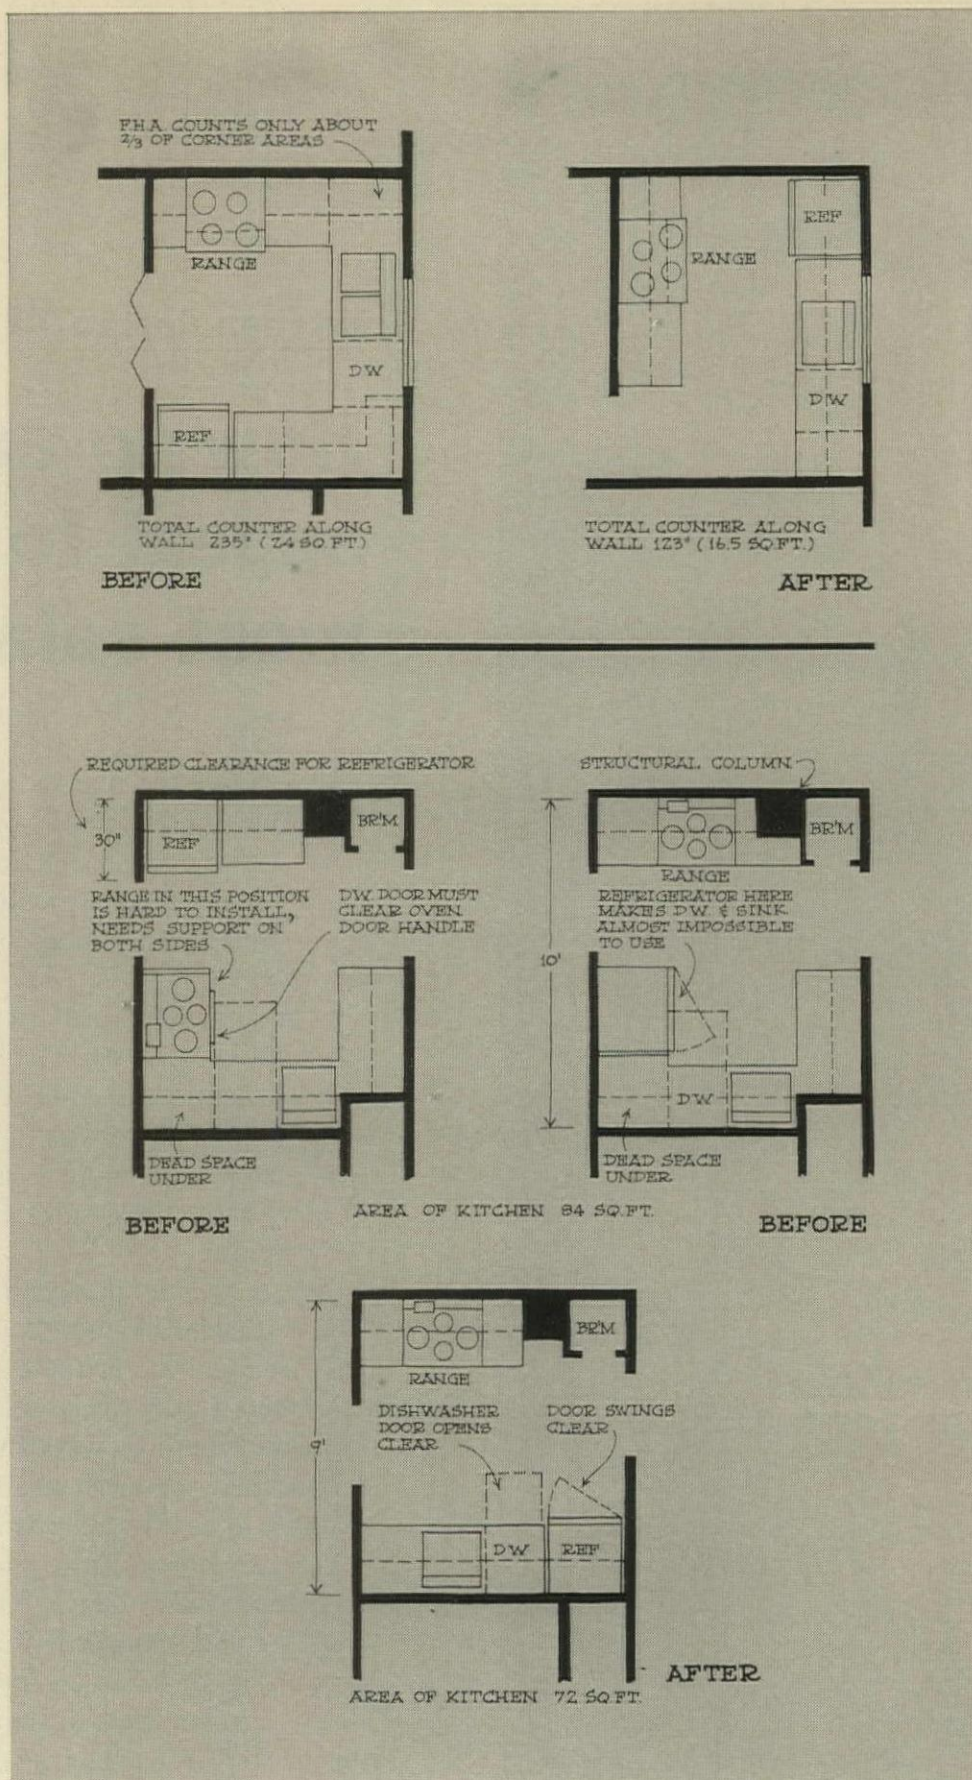 F.H.A. COUNTS ONLY ABOUT
2/3 OF CORNER AREAS
RANGE
DW
REF
TOTAL COUNTER ALONG
WALL 235" (24 SQ.FT.)
BEFORE
REF
RANGE
DW
TOTAL COUNTER ALONG
WALL 123" (16.5 SQ.FT.)
AFTER
REQUIRED CLEARANCE FOR REFRIGERATOR
30"
REF
BR'M
RANGE IN THIS POSITION
IS HARD TO INSTALL,
NEEDS SUPPORT ON
BOTH SIDES
DW. DOOR MUST
CLEAR OVEN
DOOR HANDLE
DEAD SPACE
UNDER
BEFORE
STRUCTURAL COLUMN
BR'M
RANGE
REFRIGERATOR HERE
MAKES DW. & SINK
ALMOST IMPOSSIBLE
TO USE
10'
DW
DEAD SPACE
UNDER
AREA OF KITCHEN 84 SQ.FT.
BEFORE
BR'M
RANGE
DISHWASHER
DOOR OPENS
CLEAR
DOOR SWINGS
CLEAR
9'
DW
REF
AFTER
AREA OF KITCHEN 72 SQ.FT.